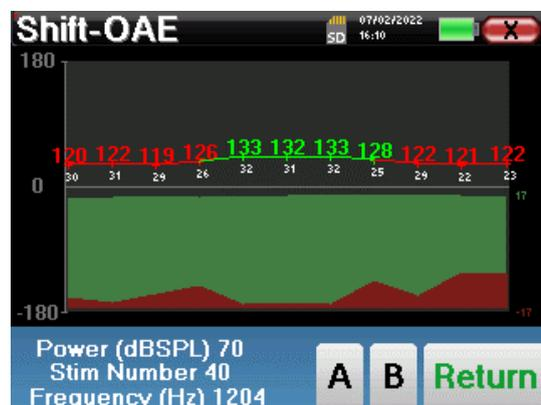 Shift-OAE
SD
07/02/2022
16:10
X
180
120 122 119 126 133 132 133 128 122 121 122
30 31 29 26 32 31 32 25 29 22 23
0
17
-180
-17
Power (dBSPL) 70
Stim Number 40
Frequency (Hz) 1204
A
B
Return